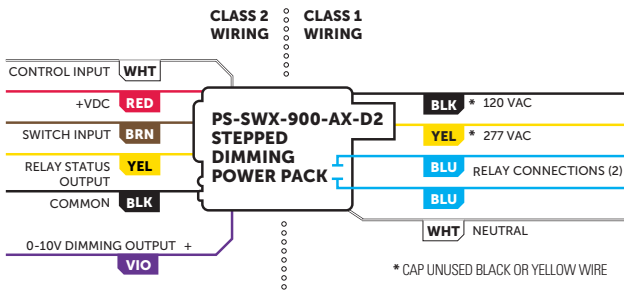 CLASS 2 WIRING
CLASS 1 WIRING
CONTROL INPUT WHT
+VDC RED
SWITCH INPUT BRN
RELAY STATUS OUTPUT YEL
COMMON BLK
0-10V DIMMING OUTPUT +
VIO
PS-SWX-900-AX-D2
STEPPED
DIMMING
POWER PACK
BLK * 120 VAC
YEL * 277 VAC
BLU RELAY CONNECTIONS (2)
BLU
WHT NEUTRAL
* CAP UNUSED BLACK OR YELLOW WIRE